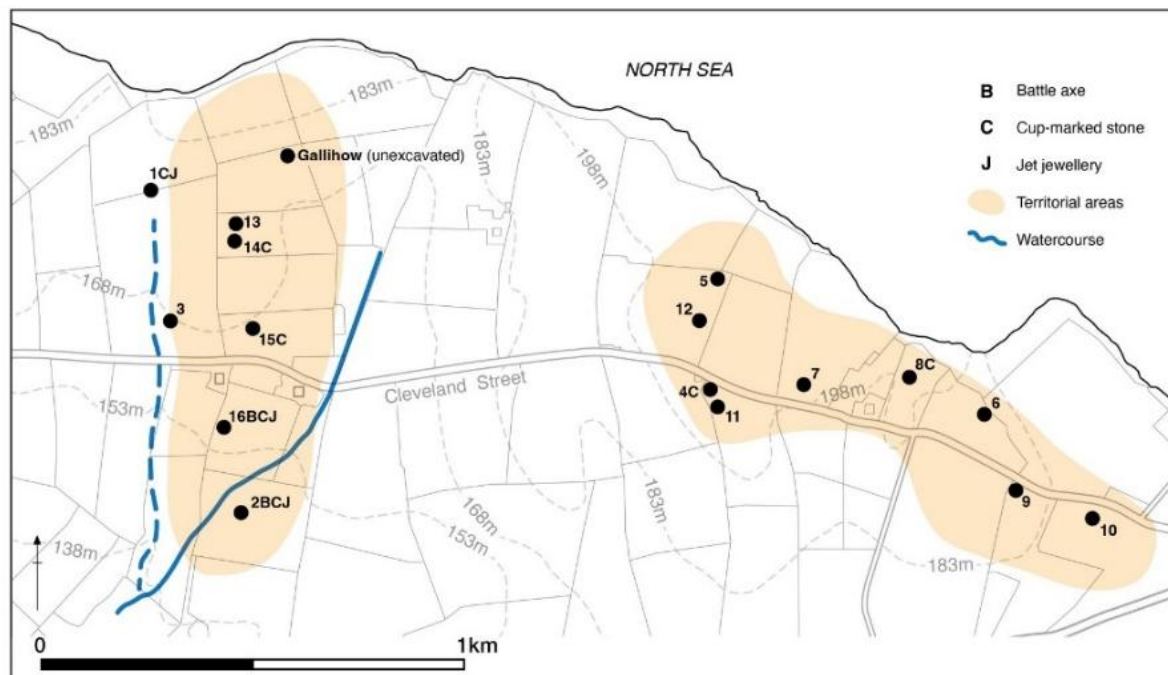 NORTH SEA
B Battle axe
C Cup-marked stone
J Jet jewellery
Territorial areas
Watercourse
183m
183m
183m
198m
Gallihow (unexcavated)
1CJ
13
14C
168m
3
15C
5
12
Cleveland Street
4C
11
7
8C
198m
6
153m
16BCJ
2BCJ
168m
153m
183m
9
10
138m
183m
0
1km